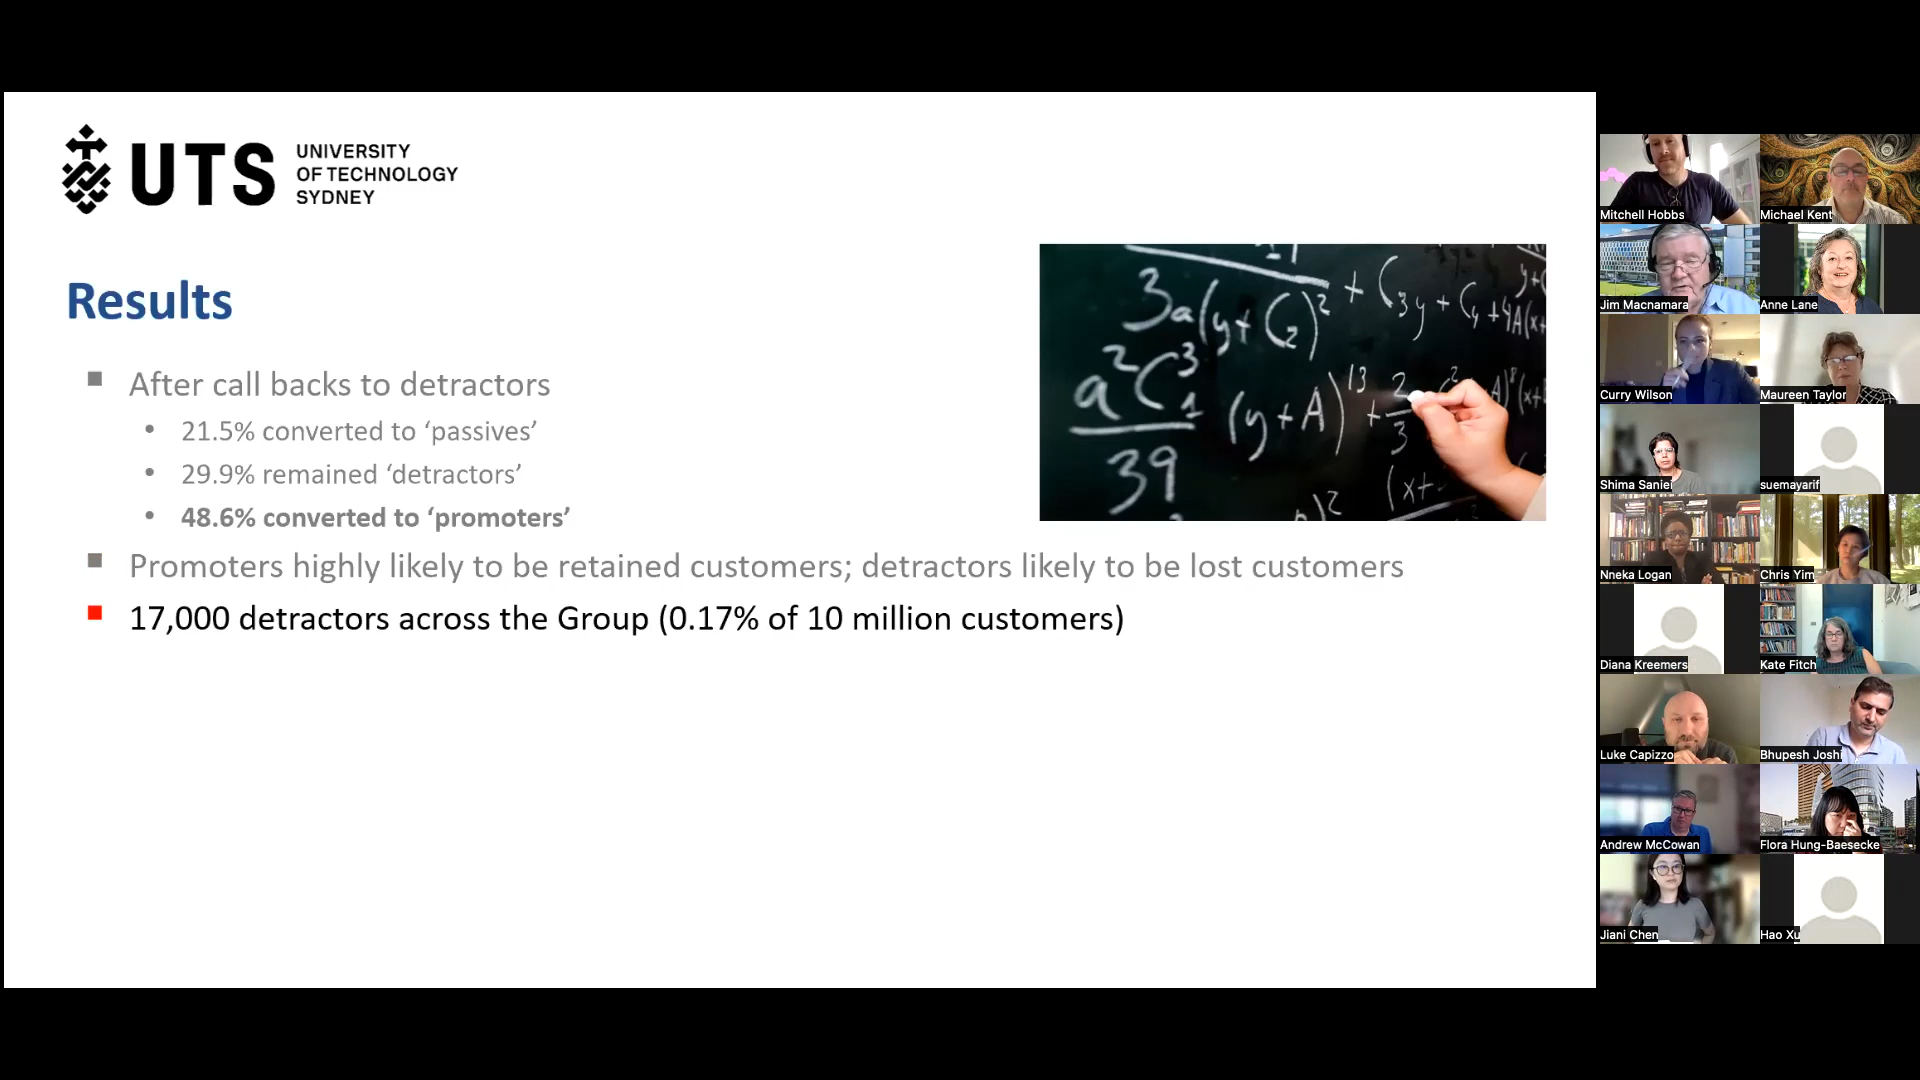 UTS
UNIVERSITY
OF TECHNOLOGY
SYDNEY
Results
After call backs to detractors
21.5% converted to ‘passives’
29.9% remained ‘detractors’
48.6% converted to ‘promoters’
Promoters highly likely to be retained customers; detractors likely to be lost customers
17,000 detractors across the Group (0.17% of 10 million customers)
Mitchell Hobbs
Michael Kent
Jim Macnamara
Anne Lane
Curry Wilson
Maureen Taylor
Shima Saniei
suemayarif
Nneka Logan
Chris Yim
Diana Kreemers
Kate Fitch
Luke Capizzo
Bhupesh Joshi
Andrew McCowan
Flora Hung-Baesecke
Jiani Chen
Hao Xu